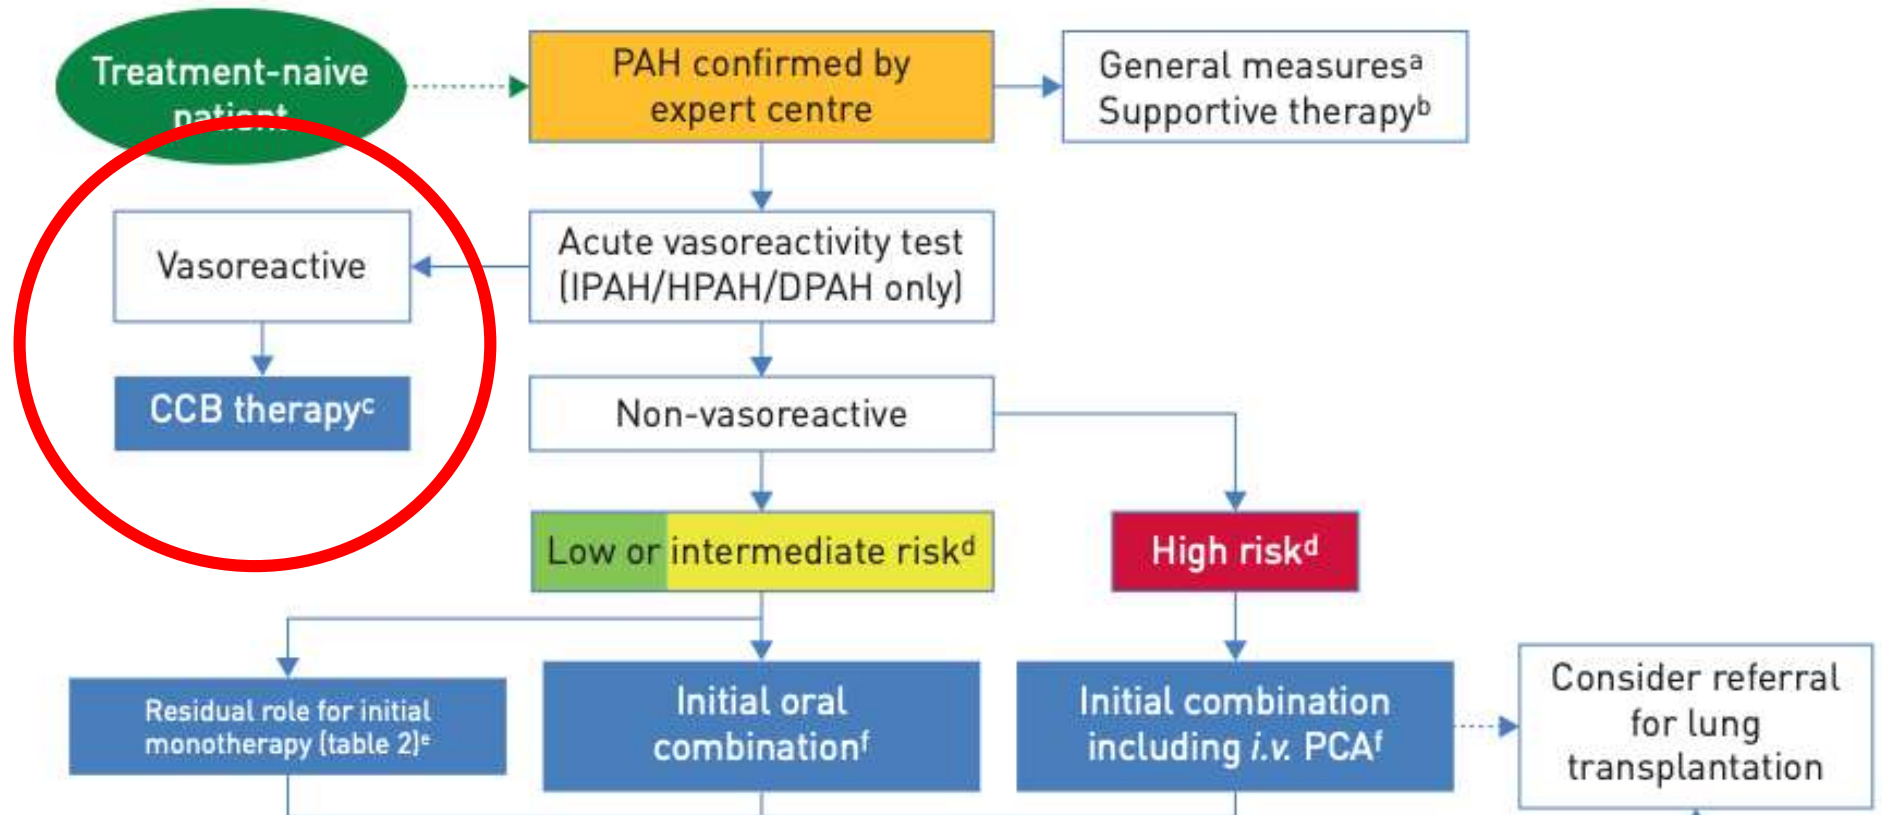 Treatment-naive
patient
PAH confirmed by
expert centre
General measuresᵃ
Supportive therapyᵇ
Vasoreactive
Acute vasoreactivity test
(IPAH/HPAH/DPAH only)
CCB therapyᶜ
Non-vasoreactive
Low or intermediate riskᵈ
High riskᵈ
Residual role for initial
monotherapy (table 2)ᵉ
Initial oral
combinationᶠ
Initial combination
including i.v. PCAᶠ
Consider referral
for lung
transplantation